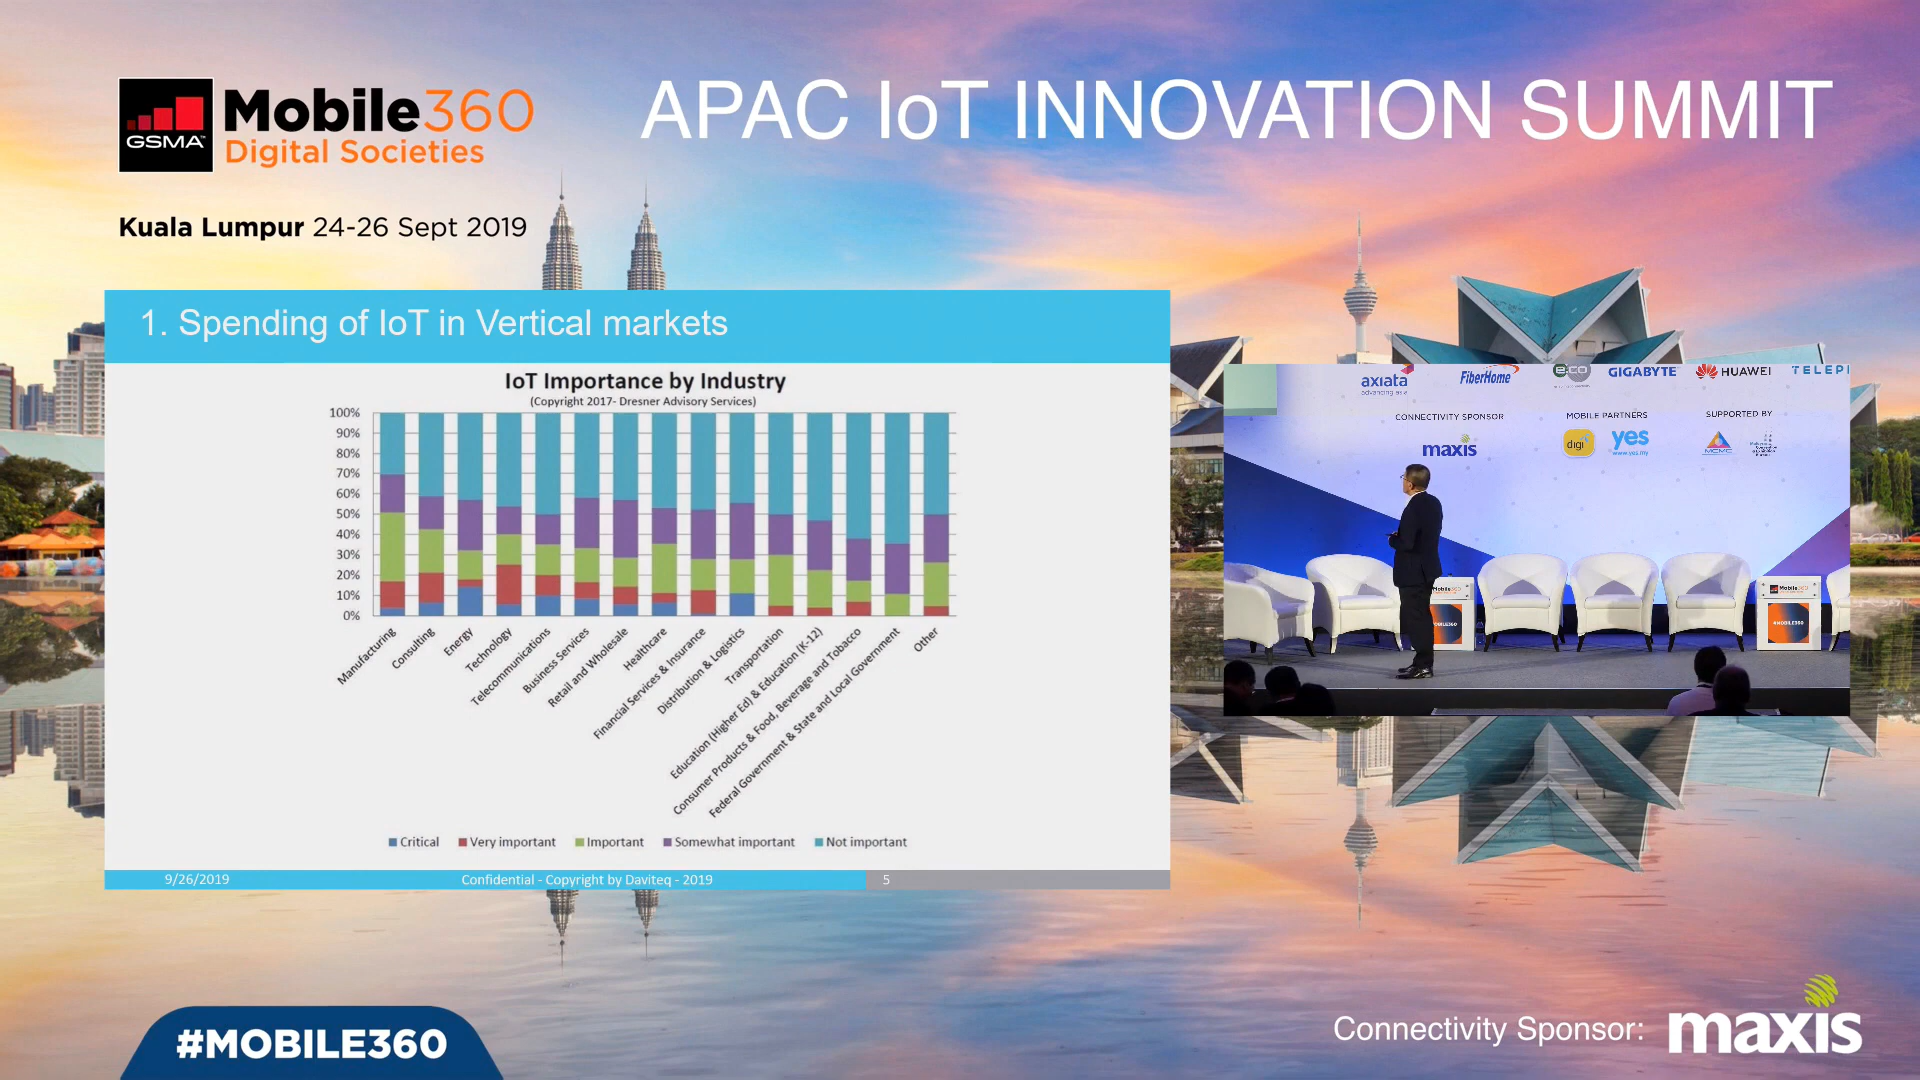 GSMA™
Mobile360
Digital Societies
APAC IoT INNOVATION SUMMIT
Kuala Lumpur 24-26 Sept 2019
1. Spending of IoT in Vertical markets
IoT Importance by Industry
(Copyright 2017- Dresner Advisory Services)
100%
90%
80%
70%
60%
50%
40%
30%
20%
10%
0%
Manufacturing
Consulting
Energy
Technology
Telecommunications
Business Services
Retail and Wholesale
Healthcare
Financial Services & Insurance
Distribution & Logistics
Transportation
Education (Higher Ed) & Education (K-12)
Consumer Products & Food, Beverage and Tobacco
Federal Government & State and Local Government
Other
Critical Very important Important Somewhat important Not important
9/26/2019 Confidential - Copyright by Daviteq - 2019 5
axiata FiberHome eco GIGABYTE HUAWEI TELEPI
advancing asia
CONNECTIVITY SPONSOR MOBILE PARTNERS SUPPORTED BY
maxis digi yes MCMC
www.yes.my
Mobile360 Mobile360
OBILE360 #MOBILE360
#MOBILE360
Connectivity Sponsor: maxis